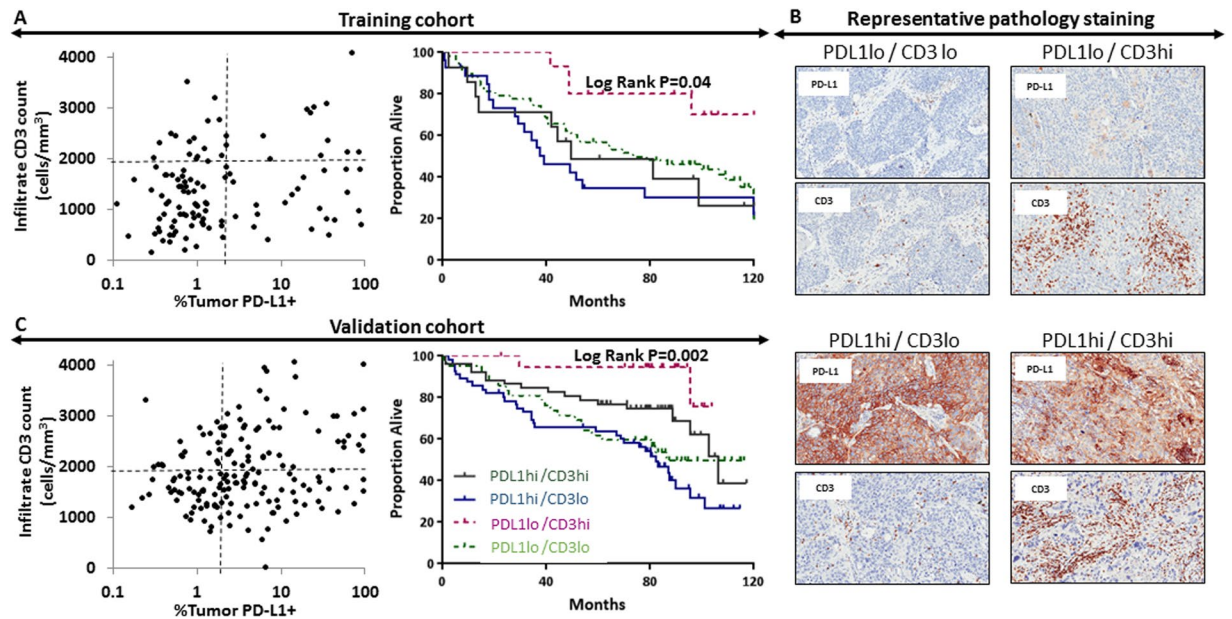 A
Training cohort
B
Representative pathology staining
Infiltrate CD3 count
(cells/mm³)
4000
3000
2000
1000
0
0.1
1
10
100
%Tumor PD-L1+
Proportion Alive
100
80
60
40
20
0
40
80
120
Months
Log Rank P=0.04
PDL1lo / CD3 lo
PDL1lo / CD3hi
PD-L1
PD-L1
CD3
CD3
C
Validation cohort
Infiltrate CD3 count
(cells/mm³)
4000
3000
2000
1000
0
0.1
1
10
100
%Tumor PD-L1+
Proportion Alive
100
80
60
40
20
0
0
40
80
120
Months
Log Rank P=0.002
PDL1hi/CD3hi
PDL1hi/CD3lo
PDL1lo/CD3hi
PDL1lo/CD3lo
PDL1hi / CD3lo
PDL1hi / CD3hi
PD-L1
PD-L1
CD3
CD3